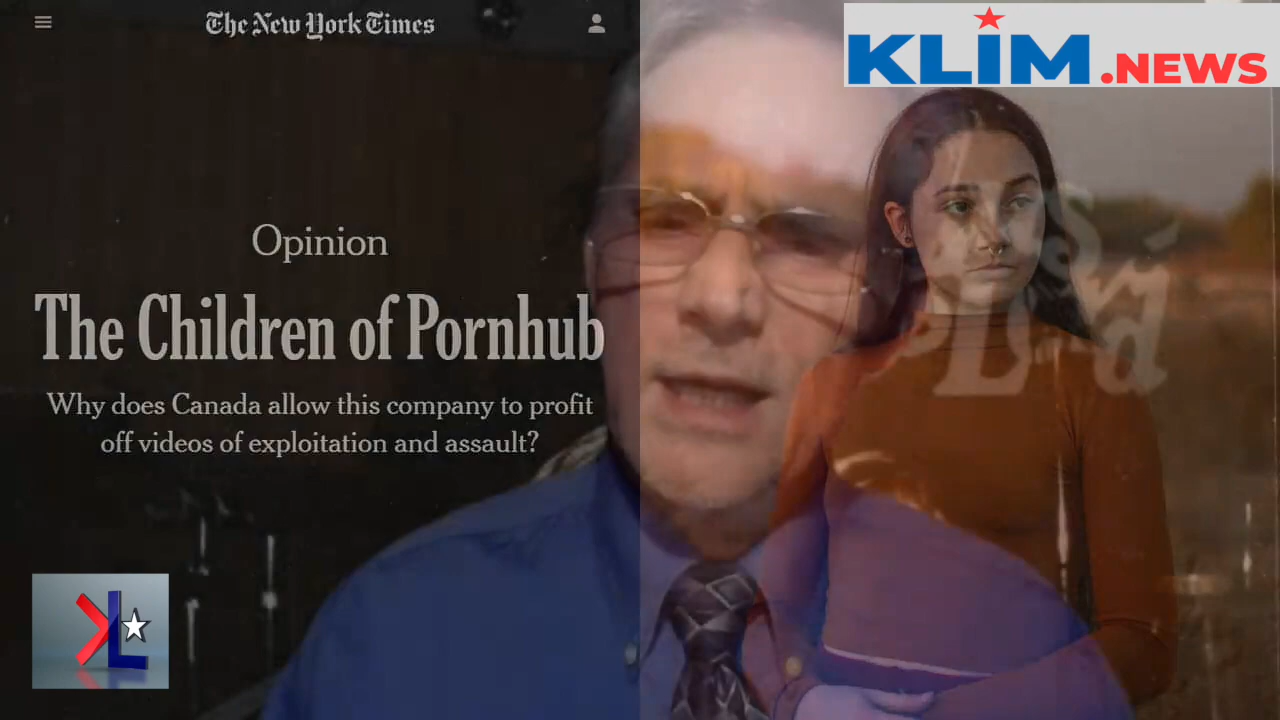 The New York Times
KLIM.NEWS
Opinion
The Children of Pornhub
Why does Canada allow this company to profit
off videos of exploitation and assault?
KL